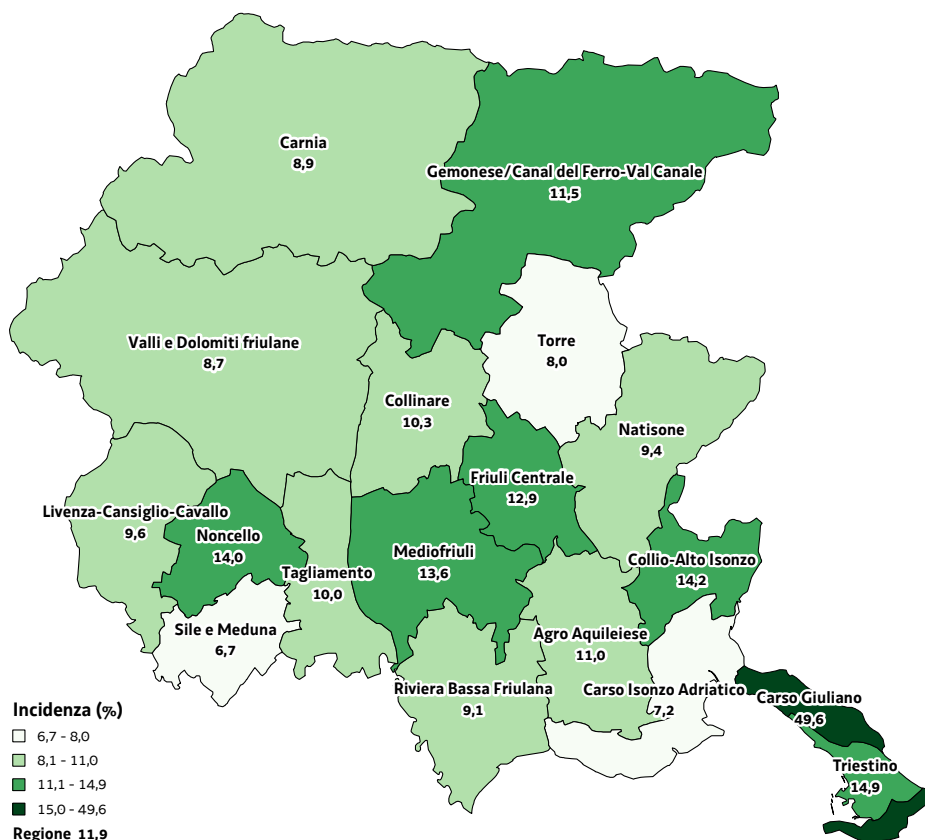 Carnia
8,9
Gemonese/Canal del Ferro-Val Canale
11,5
Valli e Dolomiti friulane
8,7
Torre
8,0
Collinare
10,3
Natisone
9,4
Friuli Centrale
12,9
Livenza-Cansiglio-Cavallo
9,6
Noncello
14,0
Mediofriuli
13,6
Collio-Alto Isonzo
14,2
Tagliamento
10,0
Sile e Meduna
6,7
Agro Aquileiese
11,0
Riviera Bassa Friulana
9,1
Carso Isonzo Adriatico
7,2
Carso Giuliano
49,6
Triestino
14,9
Incidenza (%)
6,7 - 8,0
8,1 - 11,0
11,1 - 14,9
15,0 - 49,6
Regione 11,9